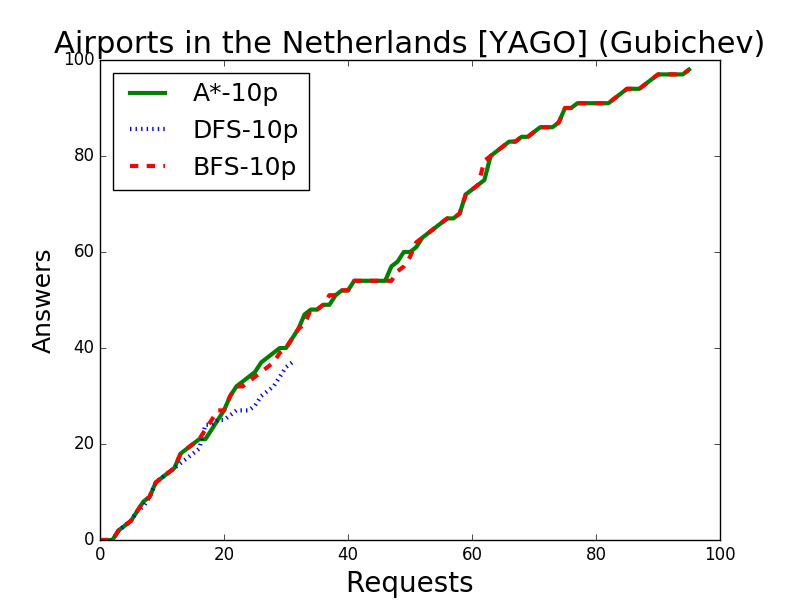 Airports in the Netherlands [YAGO] (Gubichev)
100
80
60
40
20
0
A*-10p
DFS-10p
BFS-10p
Answers
0 20 40 60 80 100
Requests